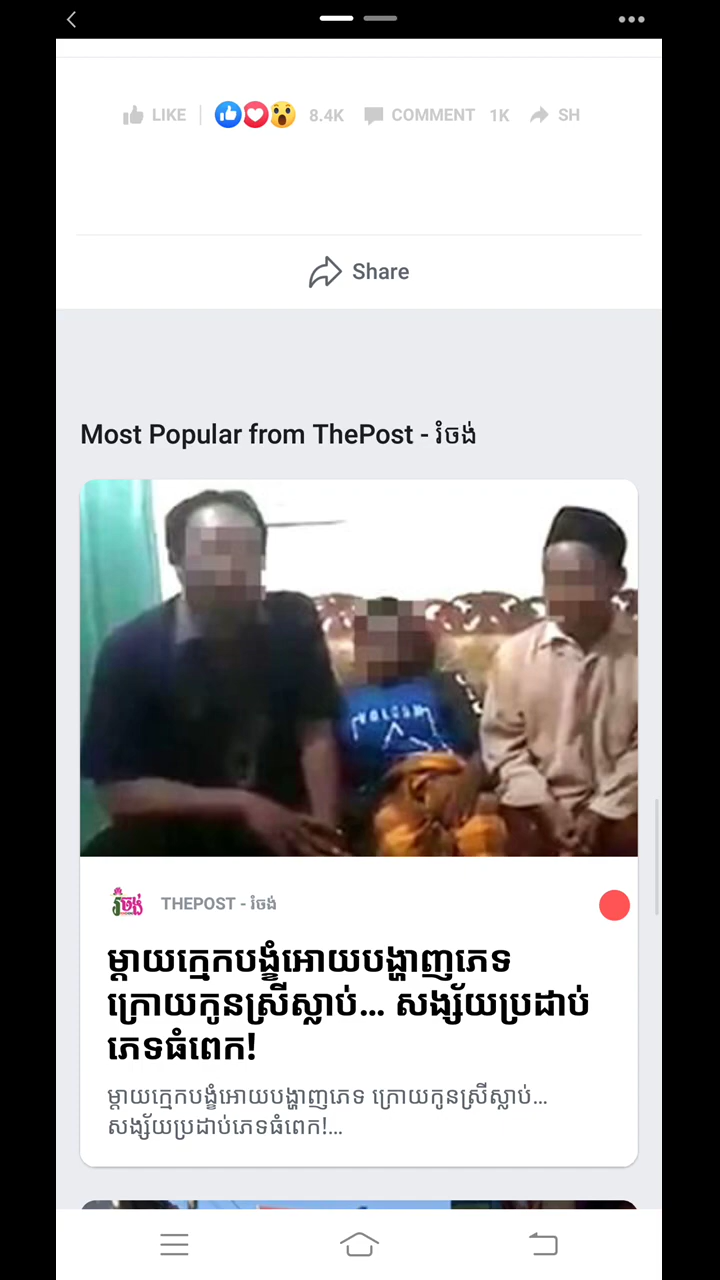 LIKE 8.4K COMMENT 1K SH
Share
Most Popular from ThePost - រំចង់
VOLCOM
រំចង់ THEPOST - រំចង់
ម្ដាយក្មេកបង្ខំអោយបង្ហាញភេទ
ក្រោយកូនស្រីស្លាប់... សង្ស័យប្រដាប់
ភេទធំពេក!
ម្ដាយក្មេកបង្ខំអោយបង្ហាញភេទ ក្រោយកូនស្រីស្លាប់...
សង្ស័យប្រដាប់ភេទធំពេក!...